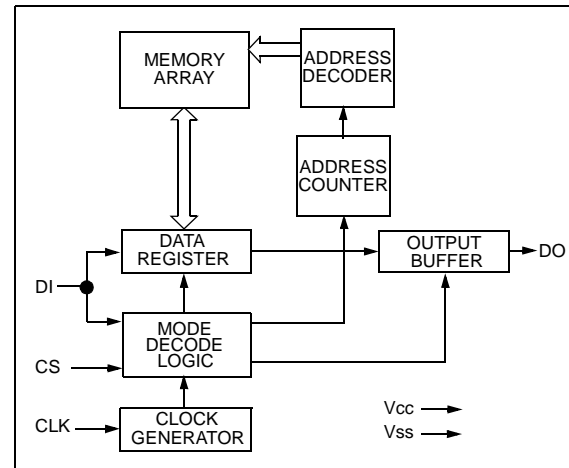 MEMORY
ARRAY
ADDRESS
DECODER
ADDRESS
COUNTER
DATA
REGISTER
OUTPUT
BUFFER
DO
DI
MODE
DECODE
LOGIC
CS
CLK
CLOCK
GENERATOR
Vcc
Vss